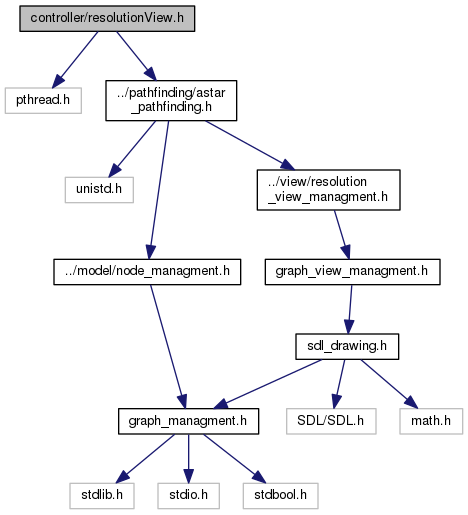 controller/resolutionView.h
pthread.h
../pathfinding/astar
_pathfinding.h
unistd.h
../view/resolution
_view_managment.h
../model/node_managment.h
graph_view_managment.h
sdl_drawing.h
graph_managment.h
SDL/SDL.h
math.h
stdlib.h
stdio.h
stdbool.h